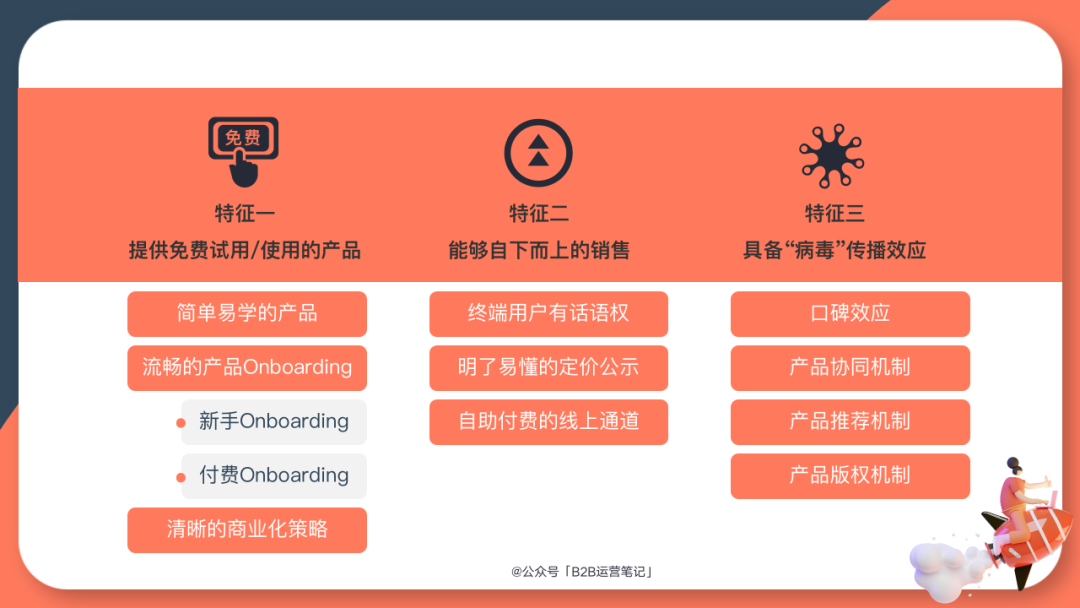 免费
特征一
提供免费试用/使用的产品
简单易学的产品
流畅的产品Onboarding
新手Onboarding
付费Onboarding
清晰的商业化策略
特征二
能够自下而上的销售
终端用户有话语权
明了易懂的定价公示
自助付费的线上通道
特征三
具备“病毒”传播效应
口碑效应
产品协同机制
产品推荐机制
产品版权机制
@公众号「B2B运营笔记」